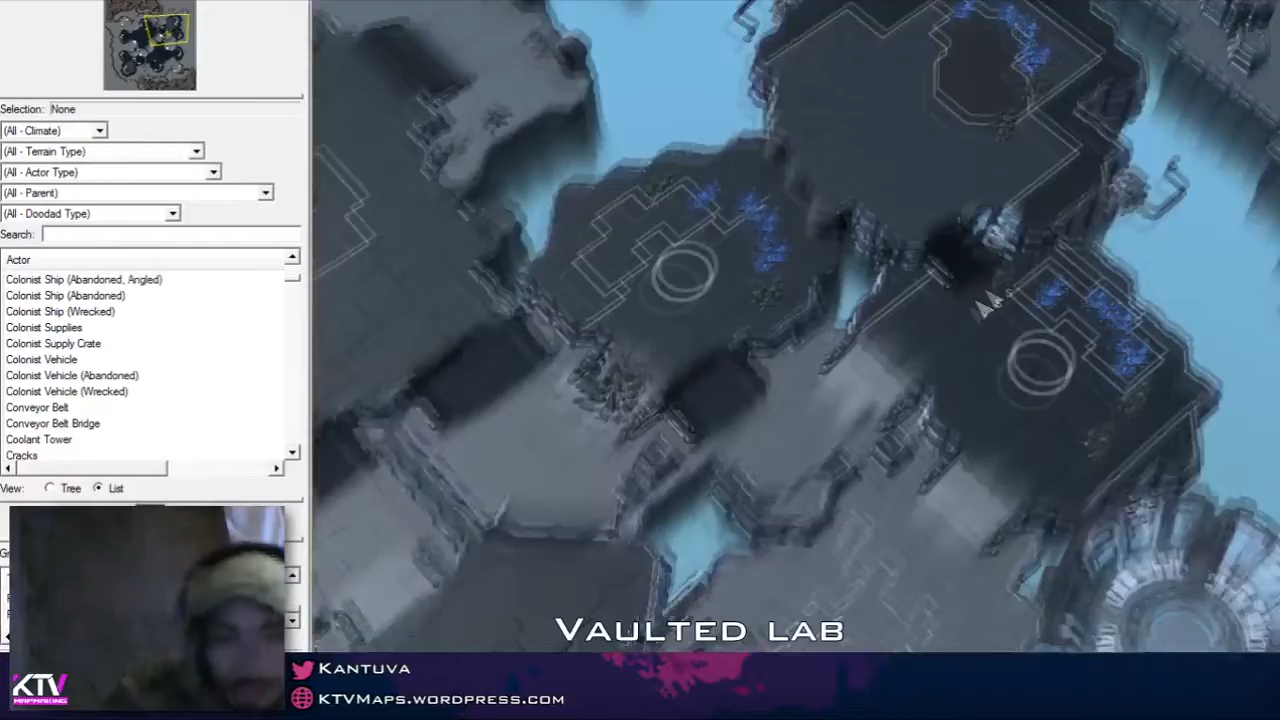 Selection: None
(All - Climate)
(All - Terrain Type)
(All - Actor Type)
(All - Parent)
(All - Doodad Type)
Search:
Actor
Colonist Ship (Abandoned, Angled)
Colonist Ship (Abandoned)
Colonist Ship (Wrecked)
Colonist Supplies
Colonist Supply Crate
Colonist Vehicle
Colonist Vehicle (Abandoned)
Colonist Vehicle (Wrecked)
Conveyor Belt
Conveyor Belt Bridge
Coolant Tower
Cracks
View: Tree List
Vaulted lab
KTV
MAPMAKING
Kantuva
KTVMaps.wordpress.com